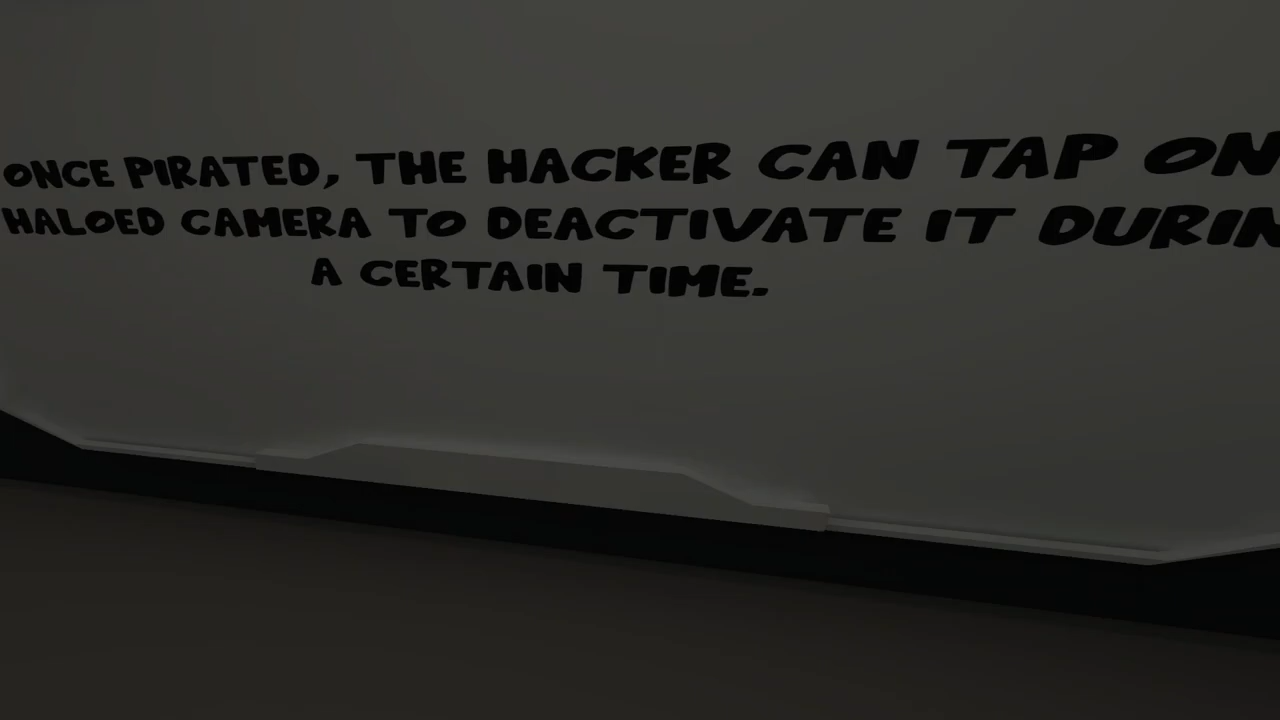 ONCE PIRATED, THE HACKER CAN TAP ON
HALOED CAMERA TO DEACTIVATE IT DURIN
A CERTAIN TIME.